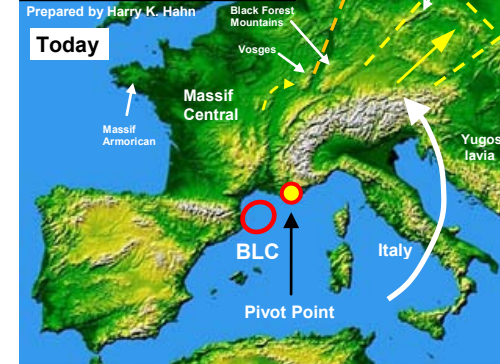 Prepared by Harry K. Hahn
Today
Black Forest
Mountains
Vosges
Massif
Central
Massif
Armorican
Yugos
lavia
BLC
Italy
Pivot Point